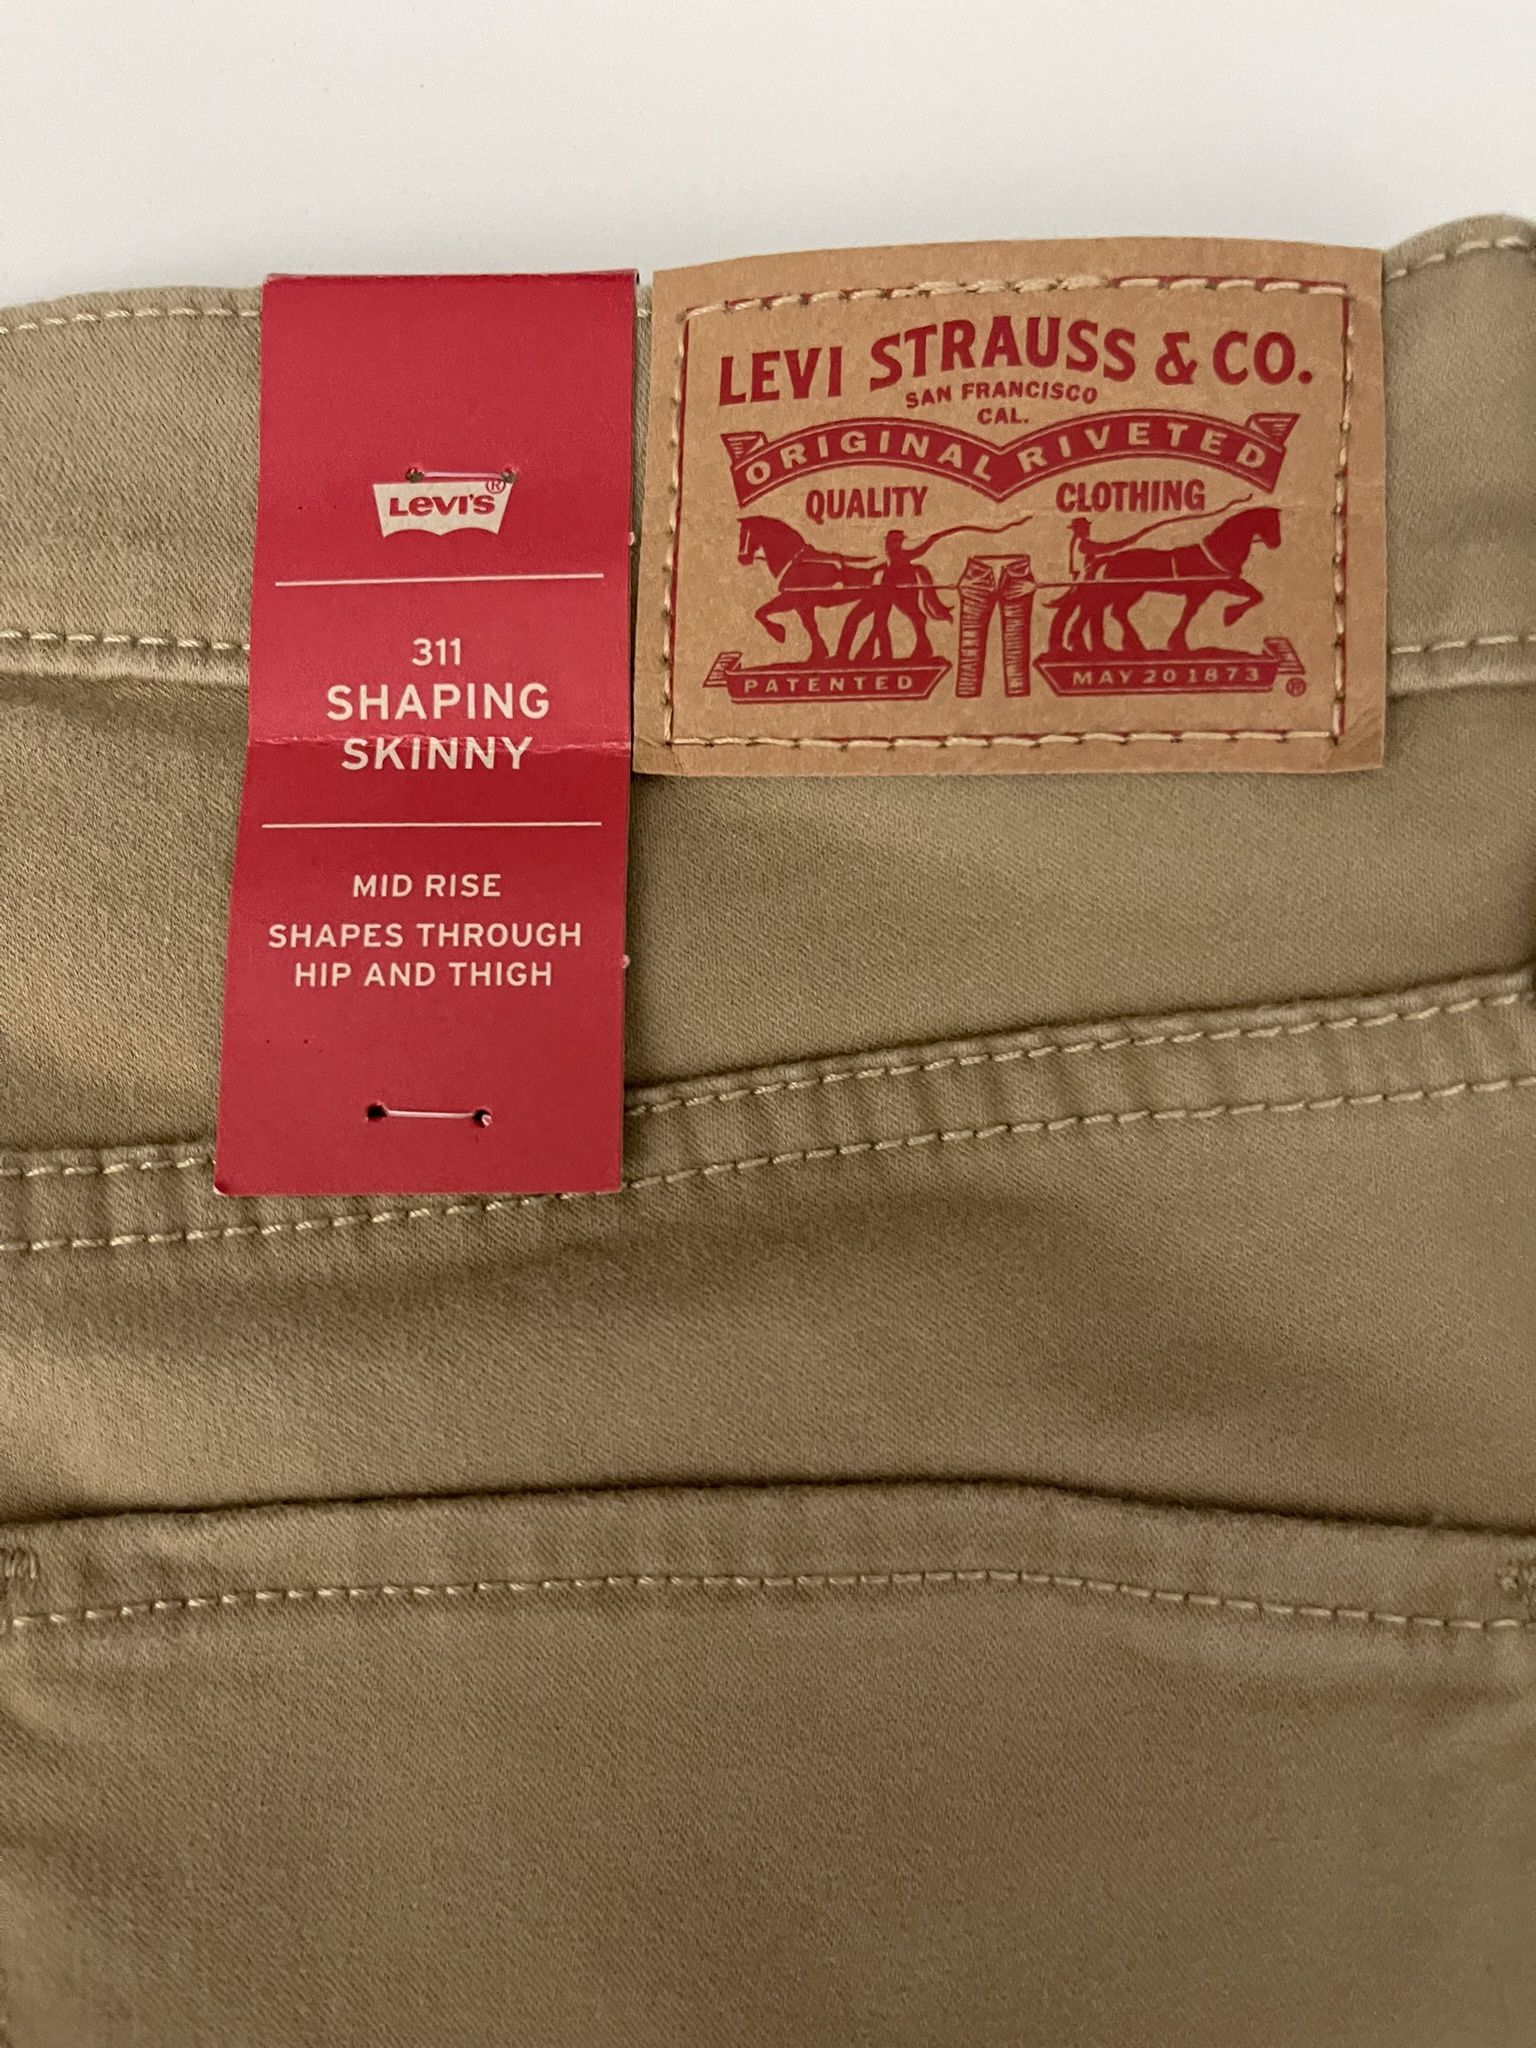 LEVI'S®
311
SHAPING
SKINNY
MID RISE
SHAPES THROUGH
HIP AND THIGH
LEVI STRAUSS & CO.
SAN FRANCISCO
CAL.
ORIGINAL RIVETED
QUALITY CLOTHING
PATENTED MAY 20 1873 ®